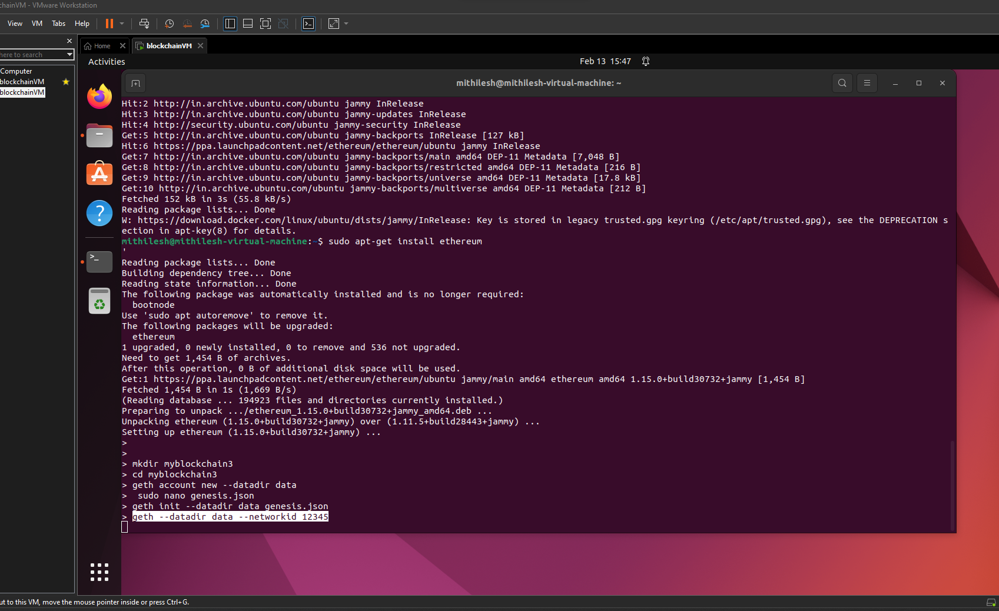 chainVM - VMware Workstation
View VM Tabs Help
here to search
Computer
blockchainVM
blockchainVM
Home blockchainVM
Activities
Feb 13 15:47
mithilesh@mithilesh-virtual-machine: ~
Hit:2 http://in.archive.ubuntu.com/ubuntu jammy InRelease
Hit:3 http://in.archive.ubuntu.com/ubuntu jammy-updates InRelease
Hit:4 http://security.ubuntu.com/ubuntu jammy-security InRelease
Get:5 http://in.archive.ubuntu.com/ubuntu jammy-backports InRelease [127 kB]
Hit:6 https://ppa.launchpadcontent.net/ethereum/ethereum/ubuntu jammy InRelease
Get:7 http://in.archive.ubuntu.com/ubuntu jammy-backports/main amd64 DEP-11 Metadata [7,048 B]
Get:8 http://in.archive.ubuntu.com/ubuntu jammy-backports/restricted amd64 DEP-11 Metadata [216 B]
Get:9 http://in.archive.ubuntu.com/ubuntu jammy-backports/universe amd64 DEP-11 Metadata [17.8 kB]
Get:10 http://in.archive.ubuntu.com/ubuntu jammy-backports/multiverse amd64 DEP-11 Metadata [212 B]
Fetched 152 kB in 3s (55.8 kB/s)
Reading package lists... Done
W: https://download.docker.com/linux/ubuntu/dists/jammy/InRelease: Key is stored in legacy trusted.gpg keyring (/etc/apt/trusted.gpg), see the DEPRECATION s
ection in apt-key(8) for details.
mithilesh@mithilesh-virtual-machine:~$ sudo apt-get install ethereum
'
Reading package lists... Done
Building dependency tree... Done
Reading state information... Done
The following package was automatically installed and is no longer required:
  bootnode
Use 'sudo apt autoremove' to remove it.
The following packages will be upgraded:
  ethereum
1 upgraded, 0 newly installed, 0 to remove and 536 not upgraded.
Need to get 1,454 B of archives.
After this operation, 0 B of additional disk space will be used.
Get:1 https://ppa.launchpadcontent.net/ethereum/ethereum/ubuntu jammy/main amd64 ethereum amd64 1.15.0+build30732+jammy [1,454 B]
Fetched 1,454 B in 1s (1,669 B/s)
(Reading database ... 194923 files and directories currently installed.)
Preparing to unpack .../ethereum_1.15.0+build30732+jammy_amd64.deb ...
Unpacking ethereum (1.15.0+build30732+jammy) over (1.11.5+build28443+jammy) ...
Setting up ethereum (1.15.0+build30732+jammy) ...
>
>
> mkdir myblockchain3
> cd myblockchain3
> geth account new --datadir data
>  sudo nano genesis.json
> geth init --datadir data genesis.json
> geth --datadir data --networkid 12345
ut to this VM, move the mouse pointer inside or press Ctrl+G.